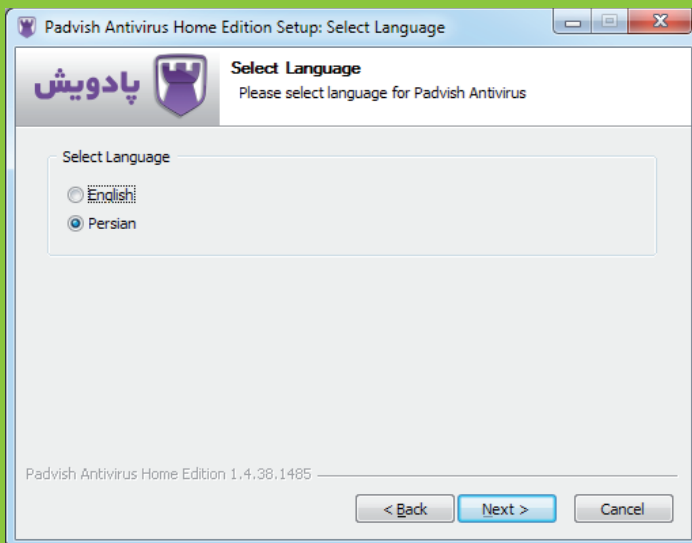 Padvish Antivirus Home Edition Setup: Select Language
پادویش
Select Language
Please select language for Padvish Antivirus
Select Language
English
Persian
Padvish Antivirus Home Edition 1.4.38.1485
< Back
Next >
Cancel